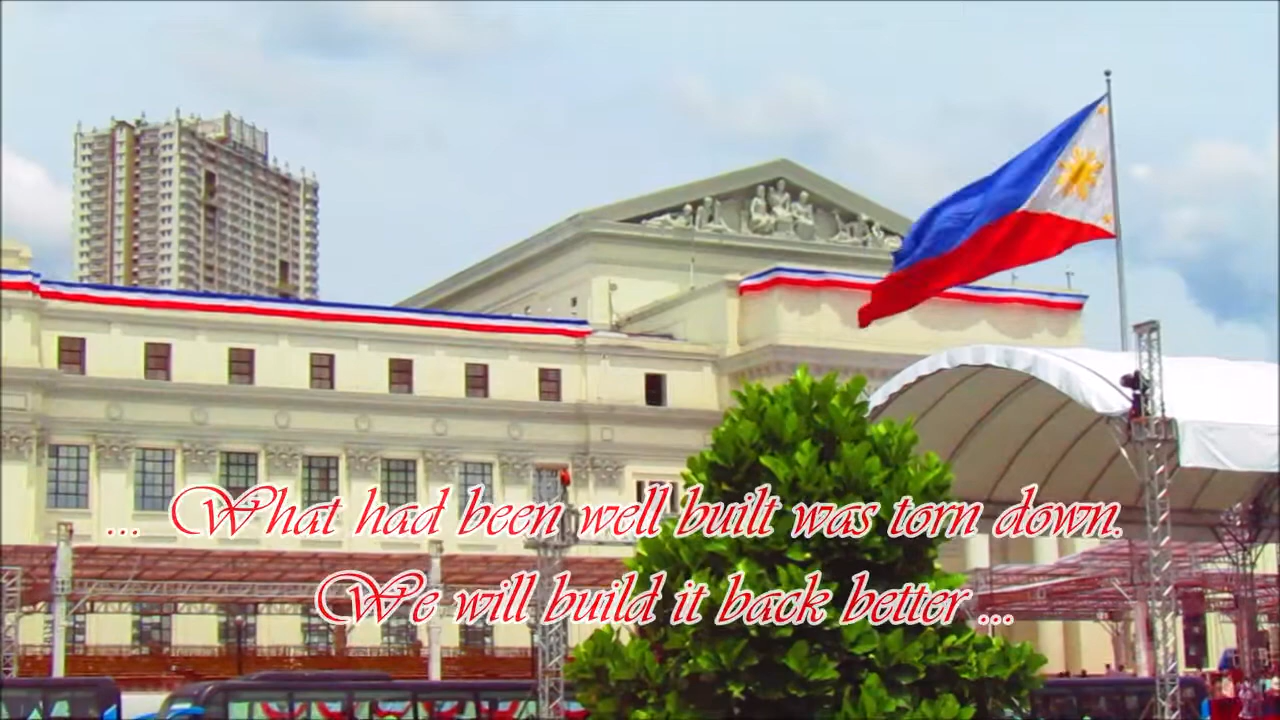 ... What had been well built was torn down.
We will build it back better ...